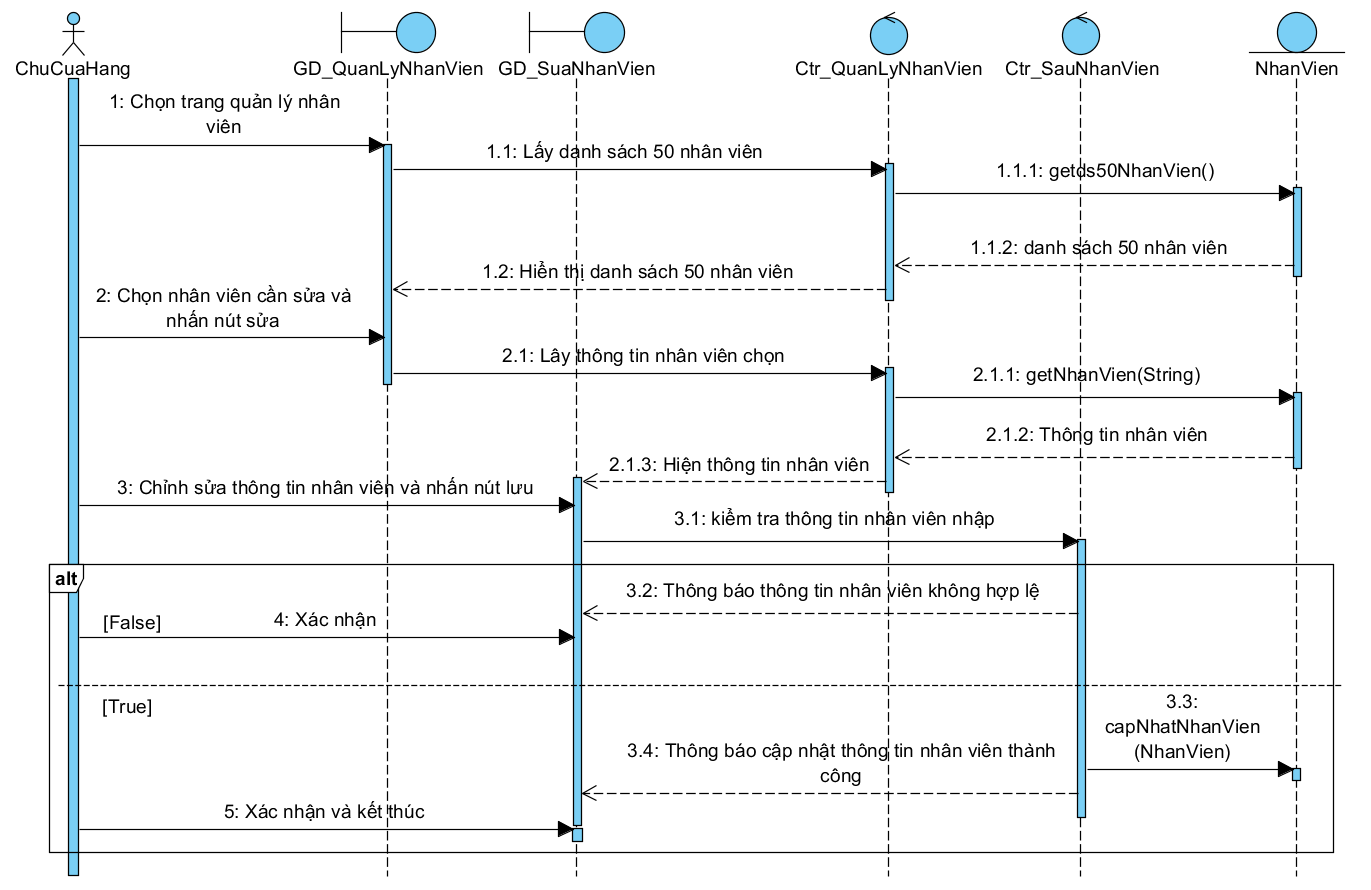 ChuCuaHang
GD_QuanLyNhanVien
GD_SuaNhanVien
Ctr_QuanLyNhanVien
Ctr_SauNhanVien
NhanVien
1: Chọn trang quản lý nhân
viên
1.1: Lấy danh sách 50 nhân viên
1.1.1: getds50NhanVien()
1.1.2: danh sách 50 nhân viên
1.2: Hiển thị danh sách 50 nhân viên
2: Chọn nhân viên cần sửa và
nhấn nút sửa
2.1: Lây thông tin nhân viên chọn
2.1.1: getNhanVien(String)
2.1.2: Thông tin nhân viên
2.1.3: Hiện thông tin nhân viên
3: Chỉnh sửa thông tin nhân viên và nhấn nút lưu
3.1: kiểm tra thông tin nhân viên nhập
alt
3.2: Thông báo thông tin nhân viên không hợp lệ
[False]
4: Xác nhận
[True]
3.3:
capNhatNhanVien
(NhanVien)
3.4: Thông báo cập nhật thông tin nhân viên thành
công
5: Xác nhận và kết thúc